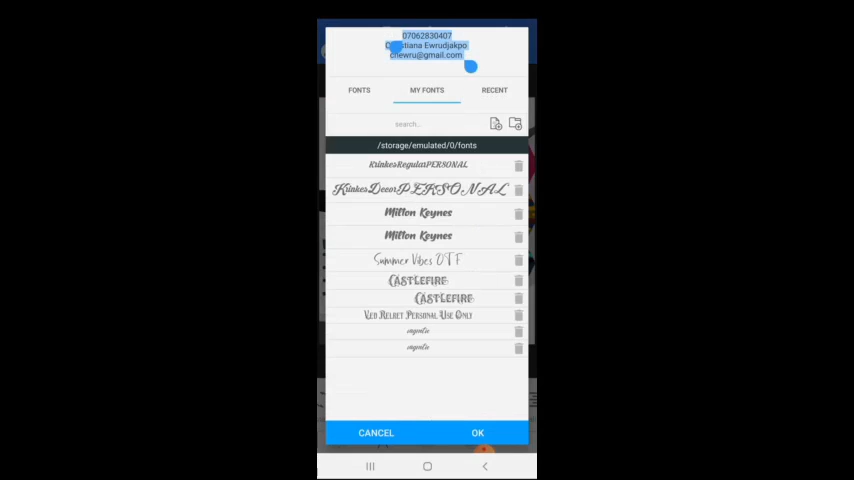 07062830407
Christiana Ewrudjakpo
chewru@gmail.com
FONTS
MY FONTS
RECENT
search..
/storage/emulated/0/fonts
KrinkesRegularPERSONAL
KrinkesDecorPERSONAL
Milton Keynes
Milton Keynes
Summer Vibes OTF
Castlefire
Castlefire
Ved Relbet Personal Use Only
CANCEL
OK